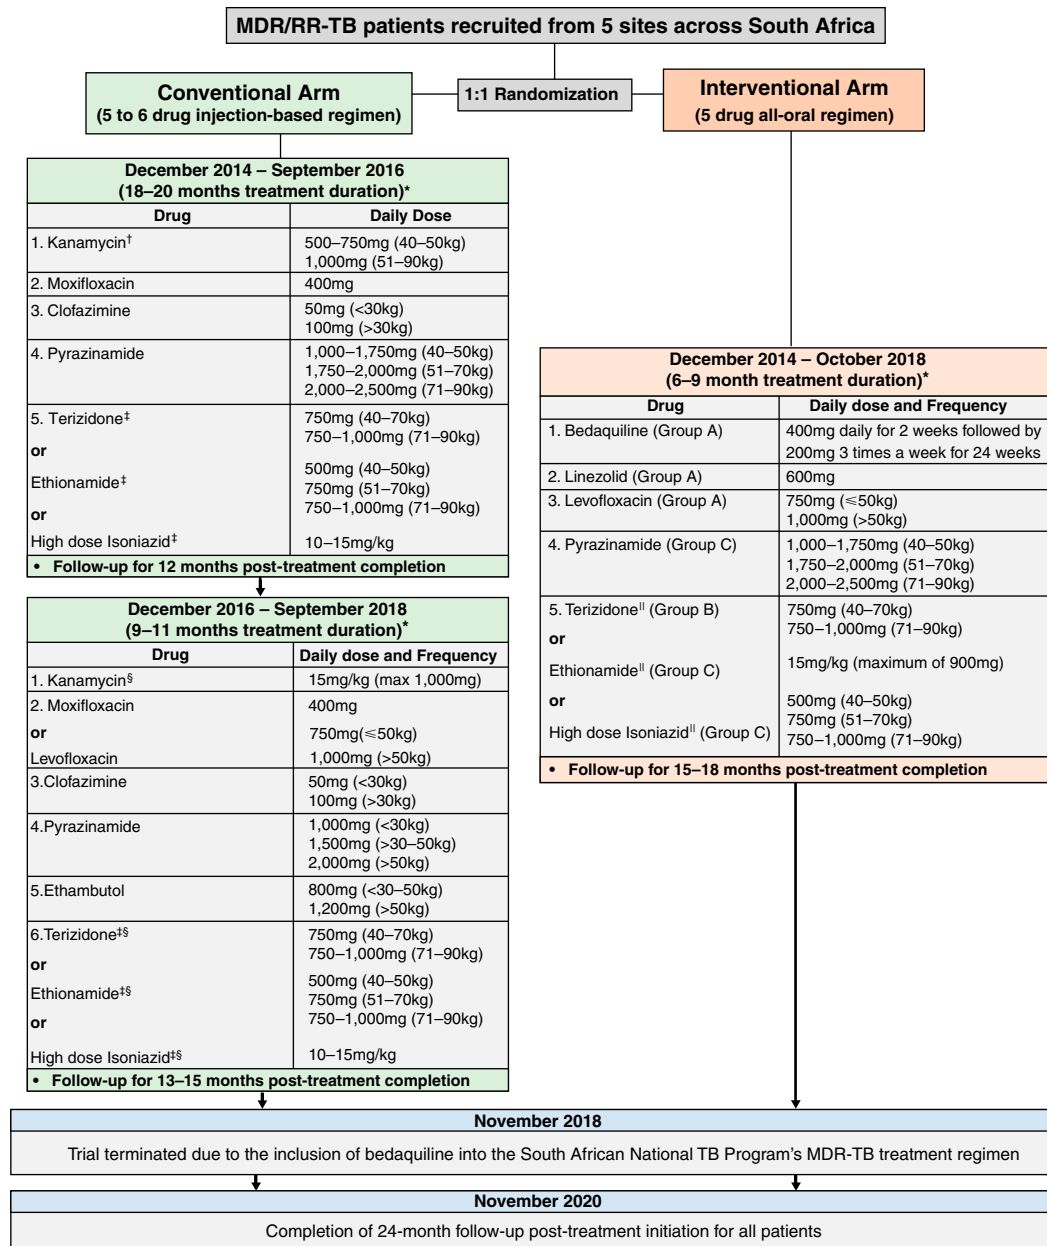 MDR/RR-TB patients recruited from 5 sites across South Africa
Conventional Arm
(5 to 6 drug injection-based regimen)
1:1 Randomization
Interventional Arm
(5 drug all-oral regimen)
December 2014 – September 2016
(18–20 months treatment duration)*
Drug
Daily Dose
1. Kanamycin†
500–750mg (40–50kg)
1,000mg (51–90kg)
2. Moxifloxacin
400mg
3. Clofazimine
50mg (<30kg)
100mg (>30kg)
4. Pyrazinamide
1,000–1,750mg (40–50kg)
1,750–2,000mg (51–70kg)
2,000–2,500mg (71–90kg)
5. Terizidone‡
750mg (40–70kg)
750–1,000mg (71–90kg)
or
Ethionamide‡
500mg (40–50kg)
750mg (51–70kg)
750–1,000mg (71–90kg)
or
High dose Isoniazid‡
10–15mg/kg
• Follow-up for 12 months post-treatment completion
December 2016 – September 2018
(9–11 months treatment duration)*
Drug
Daily dose and Frequency
1. Kanamycin§
15mg/kg (max 1,000mg)
2. Moxifloxacin
400mg
or
750mg(⩽50kg)
Levofloxacin
1,000mg (>50kg)
3.Clofazimine
50mg (<30kg)
100mg (>30kg)
4.Pyrazinamide
1,000mg (<30kg)
1,500mg (>30–50kg)
2,000mg (>50kg)
5.Ethambutol
800mg (<30–50kg)
1,200mg (>50kg)
6.Terizidone‡§
750mg (40–70kg)
750–1,000mg (71–90kg)
or
Ethionamide‡§
500mg (40–50kg)
750mg (51–70kg)
750–1,000mg (71–90kg)
or
High dose Isoniazid‡§
10–15mg/kg
• Follow-up for 13–15 months post-treatment completion
December 2014 – October 2018
(6–9 month treatment duration)*
Drug
Daily dose and Frequency
1. Bedaquiline (Group A)
400mg daily for 2 weeks followed by
200mg 3 times a week for 24 weeks
2. Linezolid (Group A)
600mg
3. Levofloxacin (Group A)
750mg (⩽50kg)
1,000mg (>50kg)
4. Pyrazinamide (Group C)
1,000–1,750mg (40–50kg)
1,750–2,000mg (51–70kg)
2,000–2,500mg (71–90kg)
5. Terizidone|| (Group B)
750mg (40–70kg)
750–1,000mg (71–90kg)
or
Ethionamide|| (Group C)
15mg/kg (maximum of 900mg)
or
High dose Isoniazid|| (Group C)
500mg (40–50kg)
750mg (51–70kg)
750–1,000mg (71–90kg)
• Follow-up for 15–18 months post-treatment completion
November 2018
Trial terminated due to the inclusion of bedaquiline into the South African National TB Program's MDR-TB treatment regimen
November 2020
Completion of 24-month follow-up post-treatment initiation for all patients